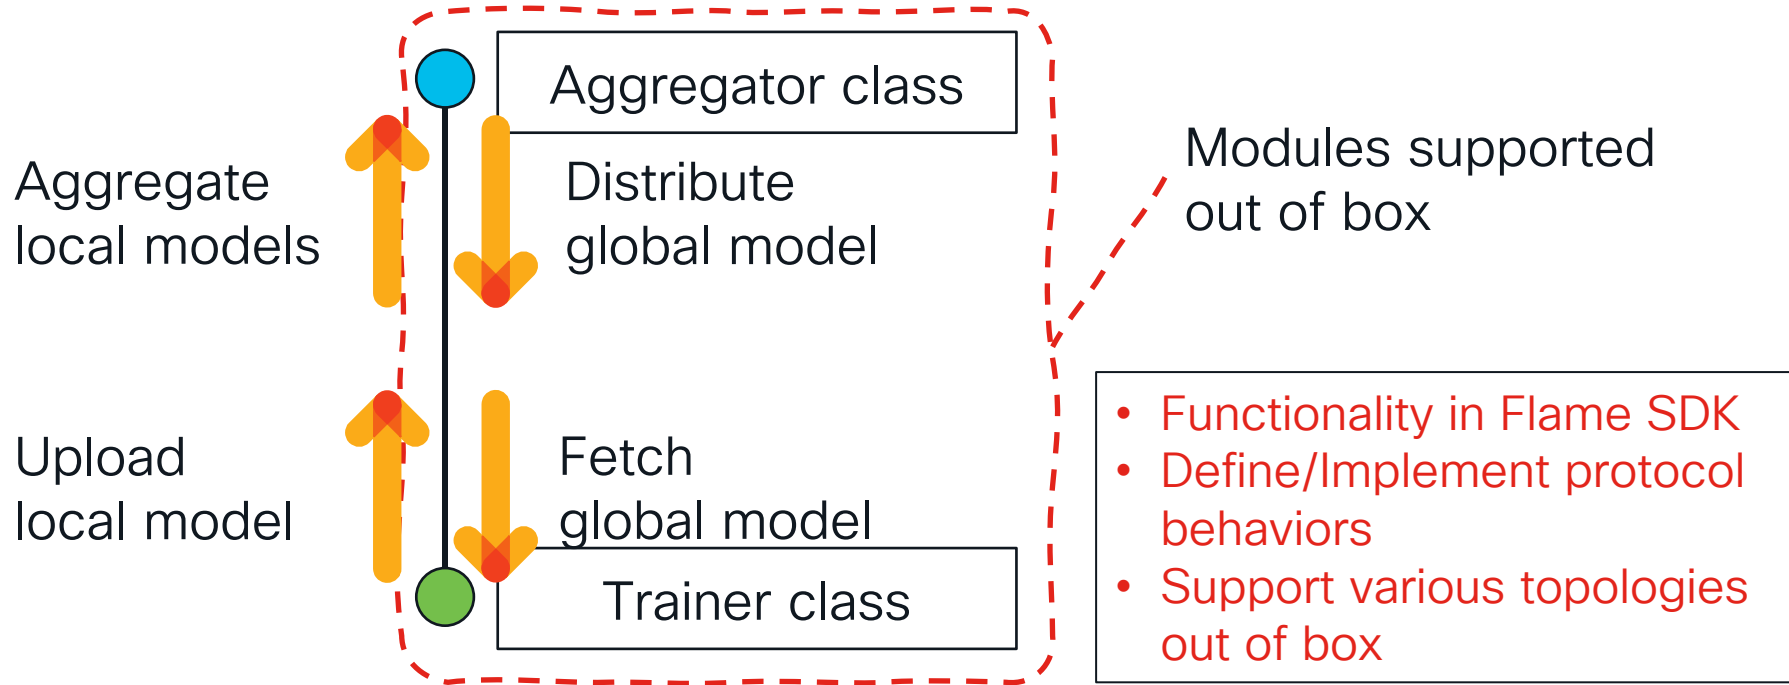 Aggregator class
Aggregate
local models
Distribute
global model
Modules supported
out of box
Upload
local model
Fetch
global model
Trainer class
• Functionality in Flame SDK
• Define/Implement protocol
behaviors
• Support various topologies
out of box